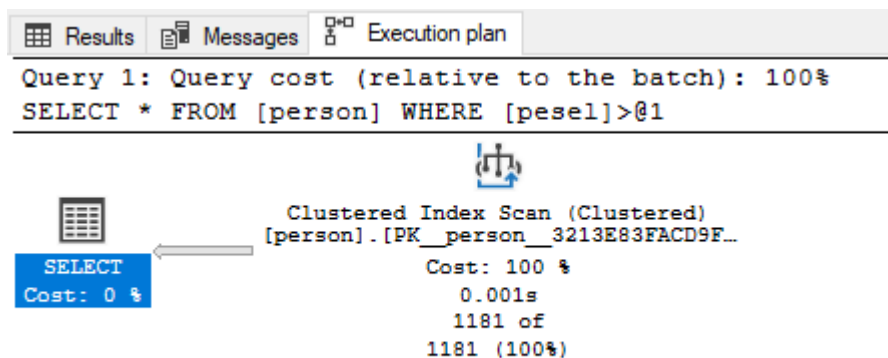 Results Messages Execution plan
Query 1: Query cost (relative to the batch): 100%
SELECT * FROM [person] WHERE [pesel]>@1
Clustered Index Scan (Clustered)
[person].[PK__person__3213E83FACD9F…
Cost: 100 %
0.001s
1181 of
1181 (100%)
SELECT
Cost: 0 %